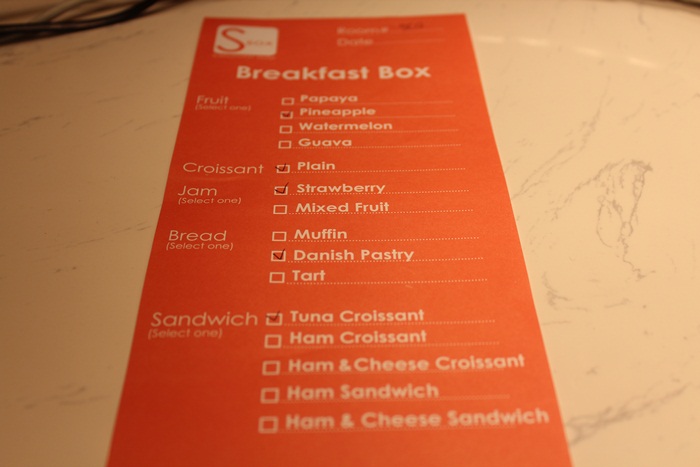 S BOX
Room#
Date
Breakfast Box
Fruit
(Select one)
Papaya
Pineapple
Watermelon
Guava
Croissant
Plain
Jam
(Select one)
Strawberry
Mixed Fruit
Bread
(Select one)
Muffin
Danish Pastry
Tart
Sandwich
(Select one)
Tuna Croissant
Ham Croissant
Ham & Cheese Croissant
Ham Sandwich
Ham & Cheese Sandwich